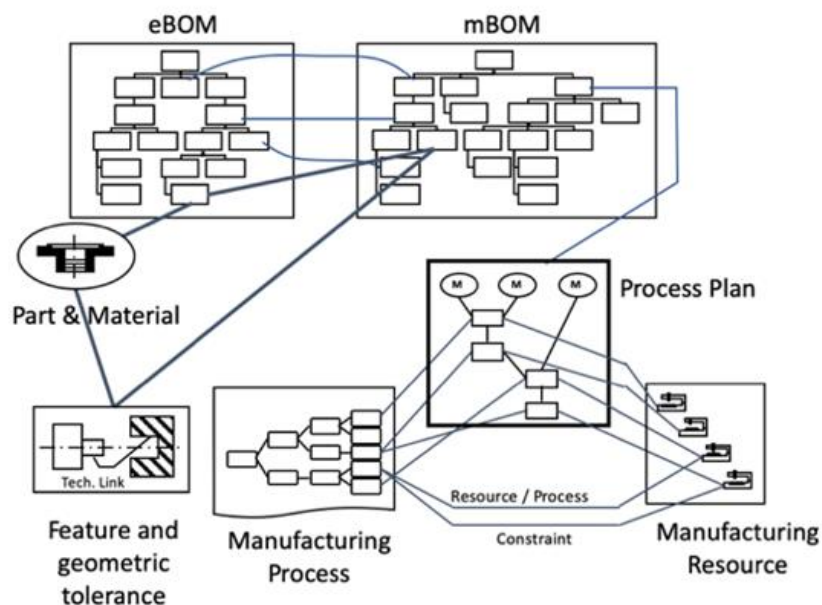 eBOM
mBOM
Part & Material
M
M
M
Process Plan
Tech. Link
Feature and
geometric
tolerance
Manufacturing
Process
Resource / Process
Constraint
Manufacturing
Resource